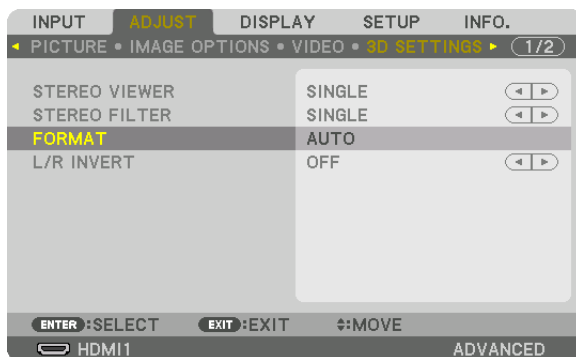 INPUT ADJUST DISPLAY SETUP INFO.
PICTURE • IMAGE OPTIONS • VIDEO • 3D SETTINGS 1/2
STEREO VIEWER SINGLE
STEREO FILTER SINGLE
FORMAT AUTO
L/R INVERT OFF
ENTER :SELECT EXIT :EXIT :MOVE
HDMI1 ADVANCED